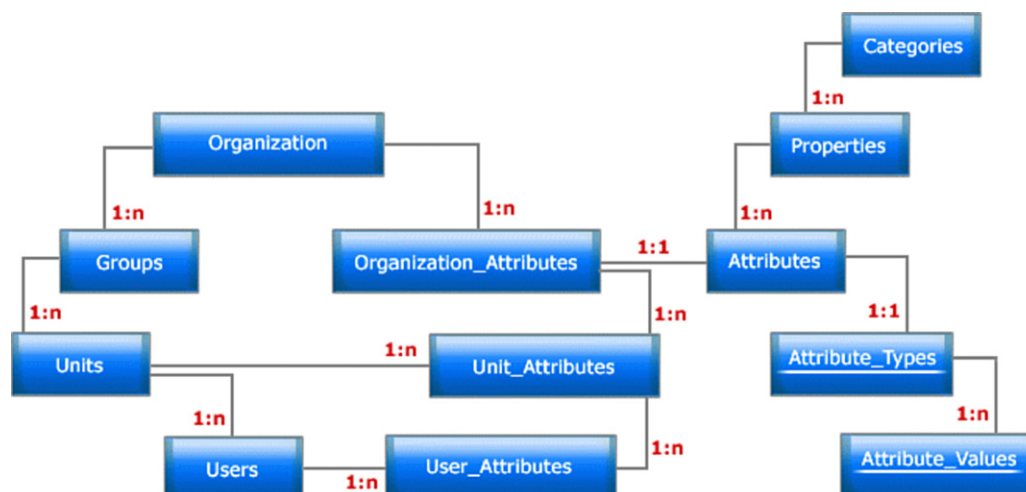 Categories
1:n
Organization
Properties
1:n
1:n
1:n
Groups
Organization_Attributes
1:1
Attributes
1:n
1:n
1:1
Units
1:n
Unit_Attributes
Attribute_Types
1:n
1:n
1:n
Users
1:n
User_Attributes
Attribute_Values